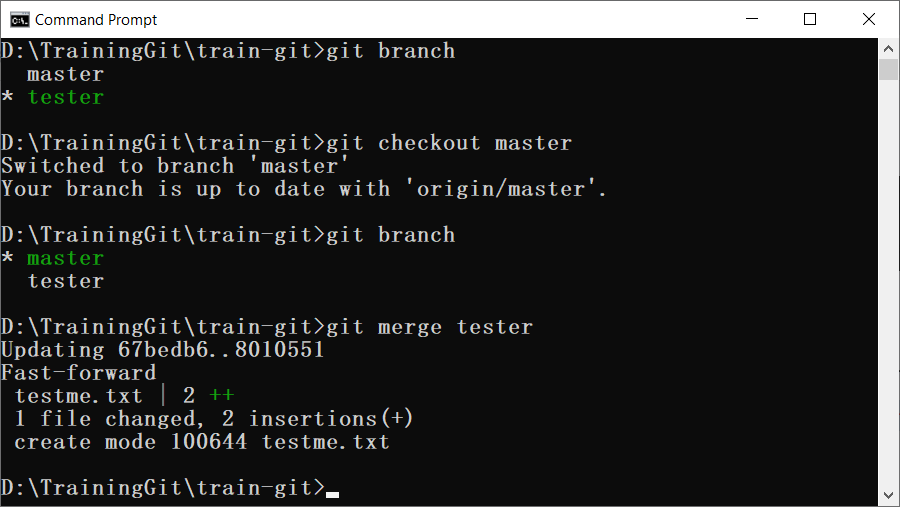 Command Prompt
D:\TrainingGit\train-git>git branch
  master
* tester
D:\TrainingGit\train-git>git checkout master
Switched to branch 'master'
Your branch is up to date with 'origin/master'.
D:\TrainingGit\train-git>git branch
* master
  tester
D:\TrainingGit\train-git>git merge tester
Updating 67bedb6..8010551
Fast-forward
 testme.txt | 2 ++
 1 file changed, 2 insertions(+)
 create mode 100644 testme.txt
D:\TrainingGit\train-git>